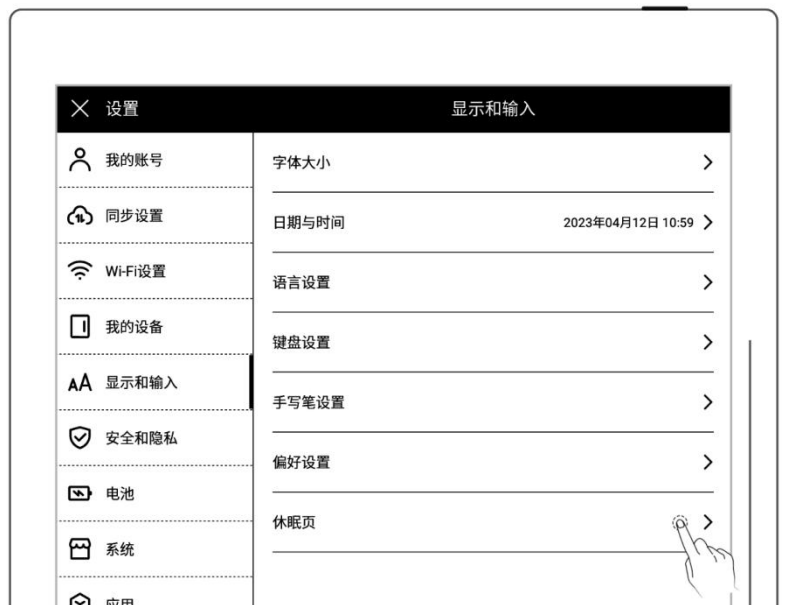 设置
显示和输入
我的账号
同步设置
Wi-Fi设置
我的设备
AA 显示和输入
安全和隐私
电池
系统
应用
字体大小
日期与时间 2023年04月12日 10:59
语言设置
键盘设置
手写笔设置
偏好设置
休眠页